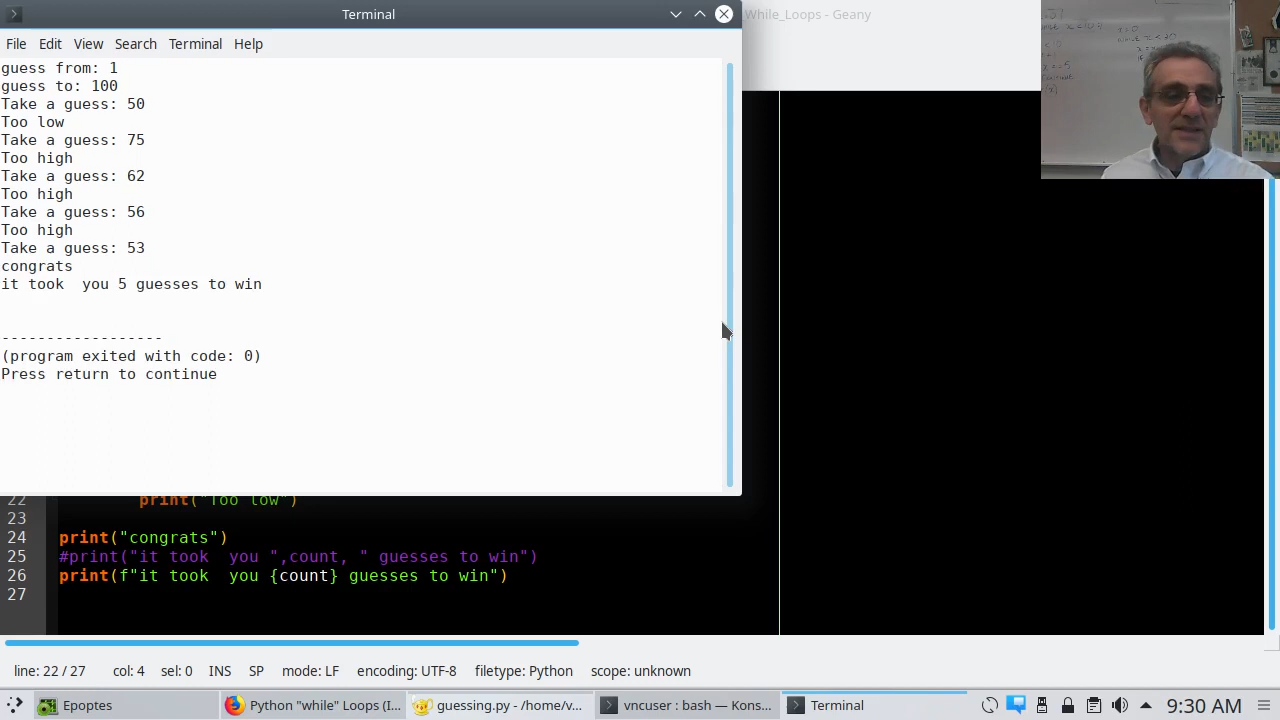 Terminal
While_Loops - Geany
File Edit View Search Terminal Help
guess from: 1
guess to: 100
Take a guess: 50
Too low
Take a guess: 75
Too high
Take a guess: 62
Too high
Take a guess: 56
Too high
Take a guess: 53
congrats
it took  you 5 guesses to win
------------------
(program exited with code: 0)
Press return to continue
22 print("Too low")
23
24 print("congrats")
25 #print("it took  you ",count, " guesses to win")
26 print(f"it took  you {count} guesses to win")
27
line: 22 / 27 col: 4 sel: 0 INS SP mode: LF encoding: UTF-8 filetype: Python scope: unknown
Epoptes Python "while" Loops (I... guessing.py - /home/v... vncuser : bash — Kons... Terminal 9:30 AM